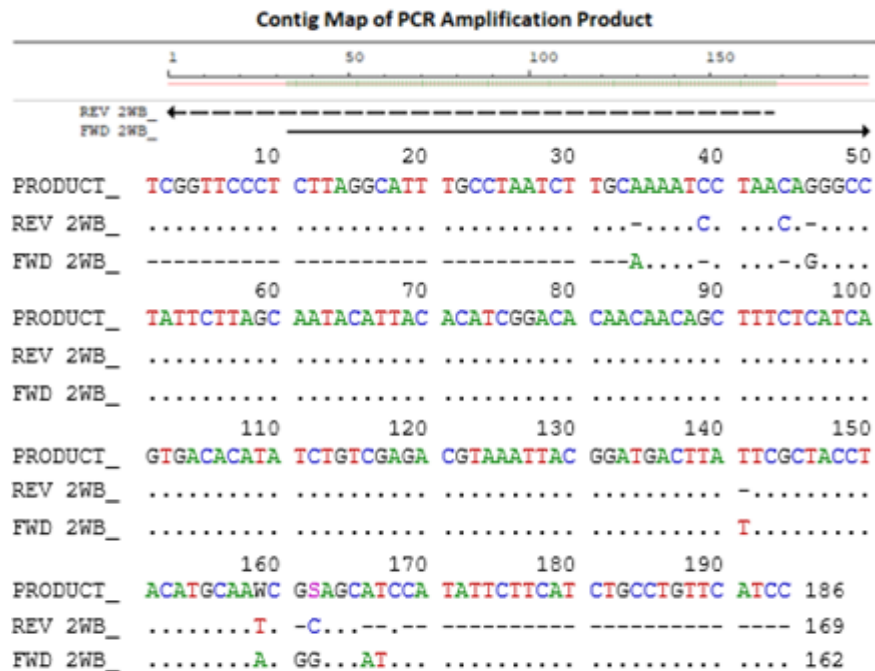 Contig Map of PCR Amplification Product
1 50 100 150
REV 2WB_
FWD 2WB_
10 20 30 40 50
PRODUCT_ TCGGTTCCCT CTTAGGCATT TGCCTAATCT TGCAAAATCC TAACAGGGCC
REV 2WB_ .......... .......... .......... ...-....C. ....C.-...
FWD 2WB_ ---------- ---------- ---------- ---A....-. ....-.G...
60 70 80 90 100
PRODUCT_ TATTCTTAGC AATACATTAC ACATCGGACA CAACAACAGC TTTCTCATCA
REV 2WB_ .......... .......... .......... .......... ..........
FWD 2WB_ .......... .......... .......... .......... ..........
110 120 130 140 150
PRODUCT_ GTGACACATA TCTGTCGAGA CGTAAATTAC GGATGACTTA TTCGCTACCT
REV 2WB_ .......... .......... .......... .......... -.........
FWD 2WB_ .......... .......... .......... .......... T.........
160 170 180 190
PRODUCT_ ACATGCAAWC GSAGCATCCA TATTCTTCAT CTGCCTGTTC ATCC 186
REV 2WB_ ........T. -C...--.-- ---------- ---------- ---- 169
FWD 2WB_ ........A. GG...AT... .......... .......... .... 162